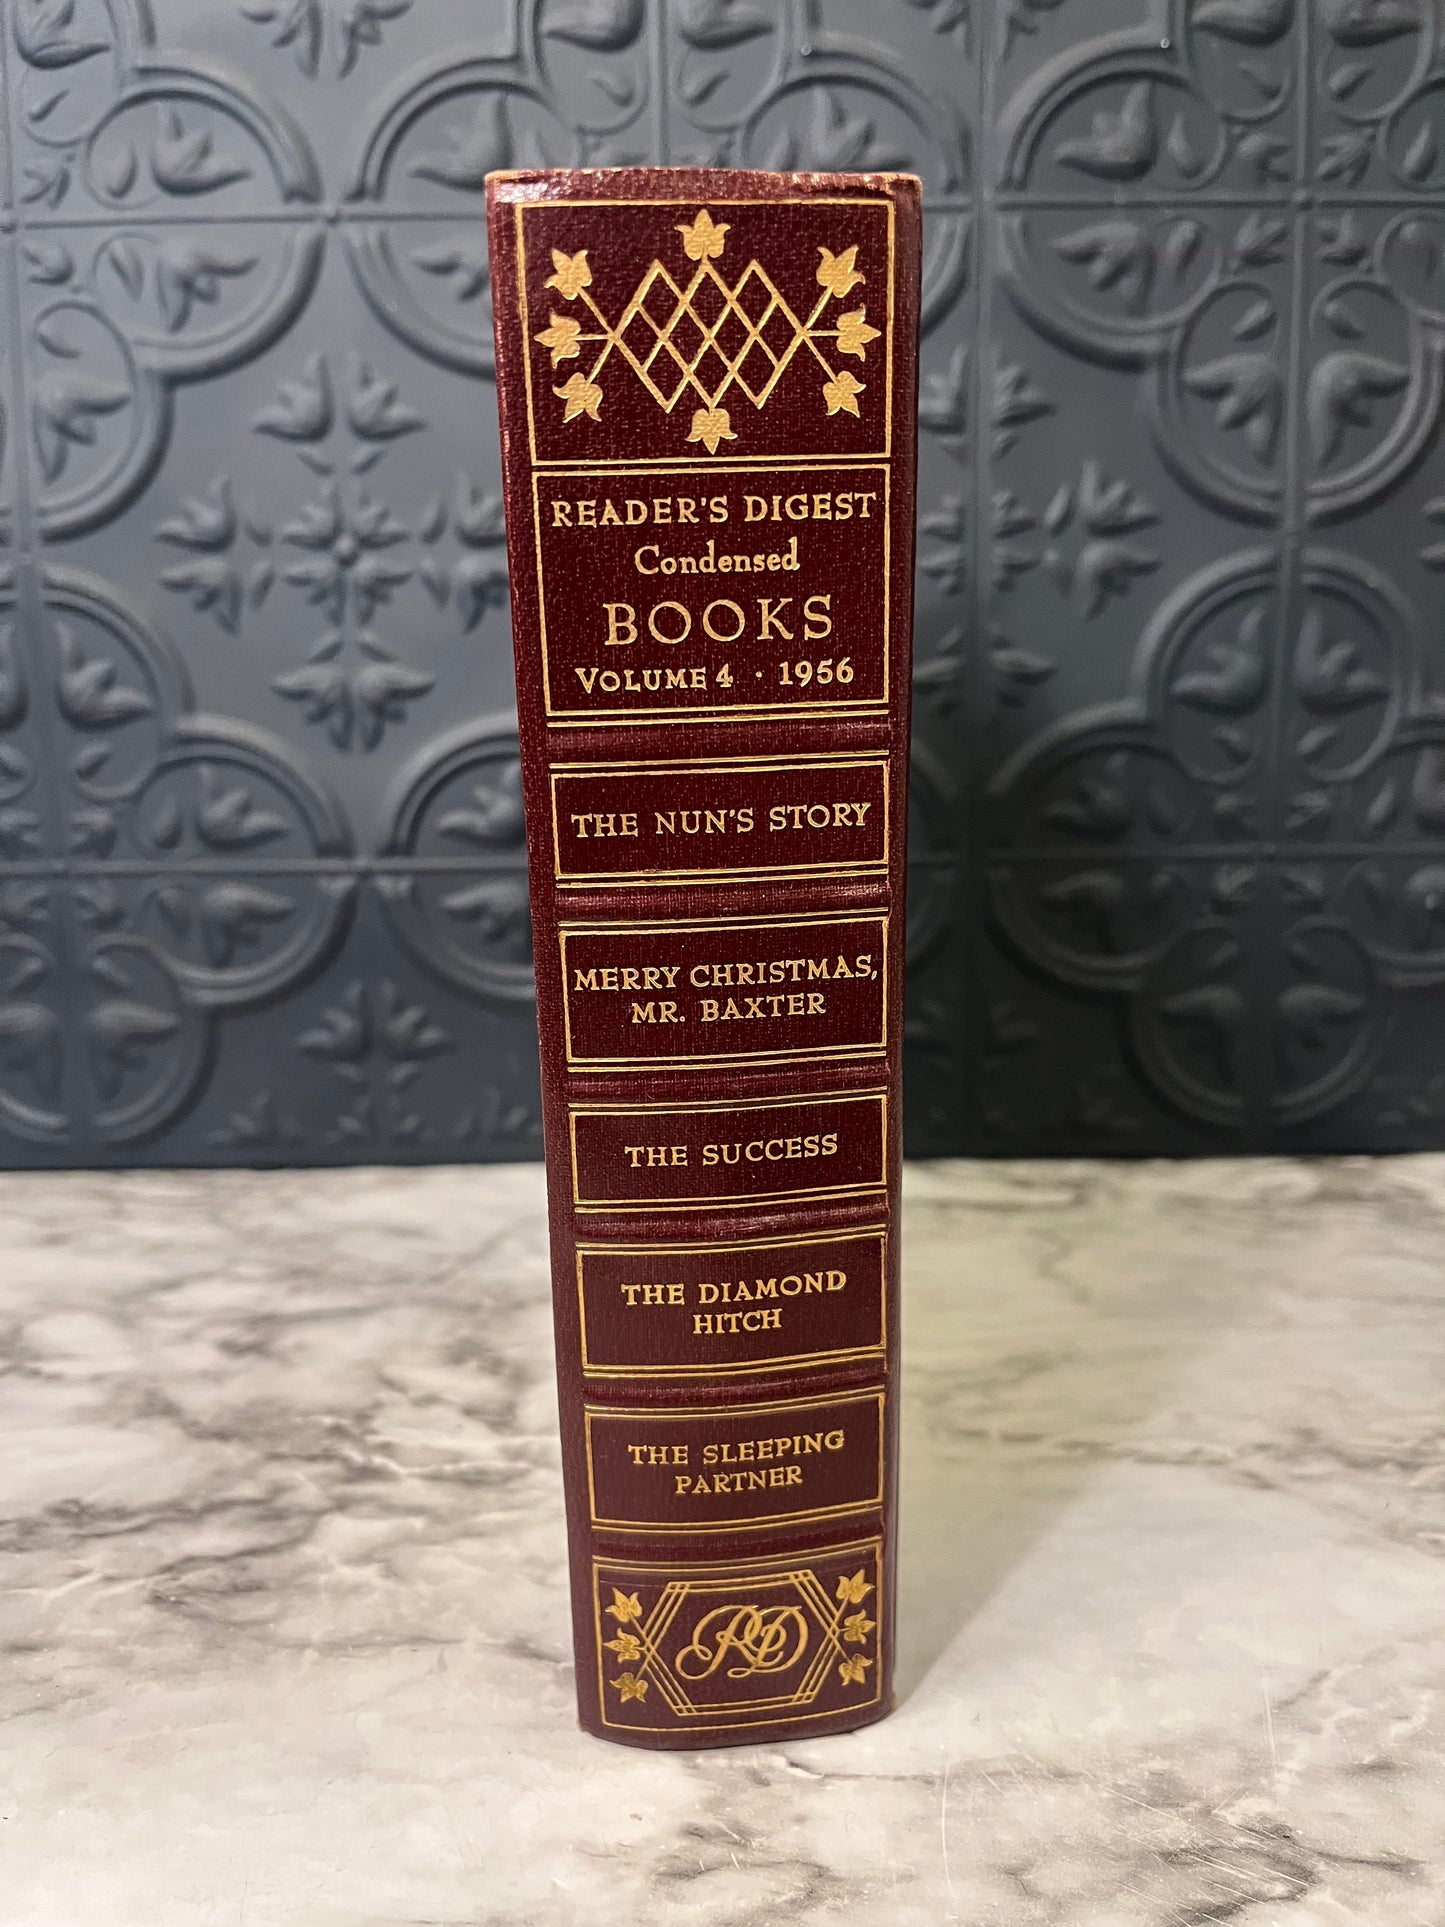 READER'S DIGEST
Condensed
BOOKS
VOLUME 4 · 1956
THE NUN'S STORY
MERRY CHRISTMAS,
MR. BAXTER
THE SUCCESS
THE DIAMOND
HITCH
THE SLEEPING
PARTNER
RD